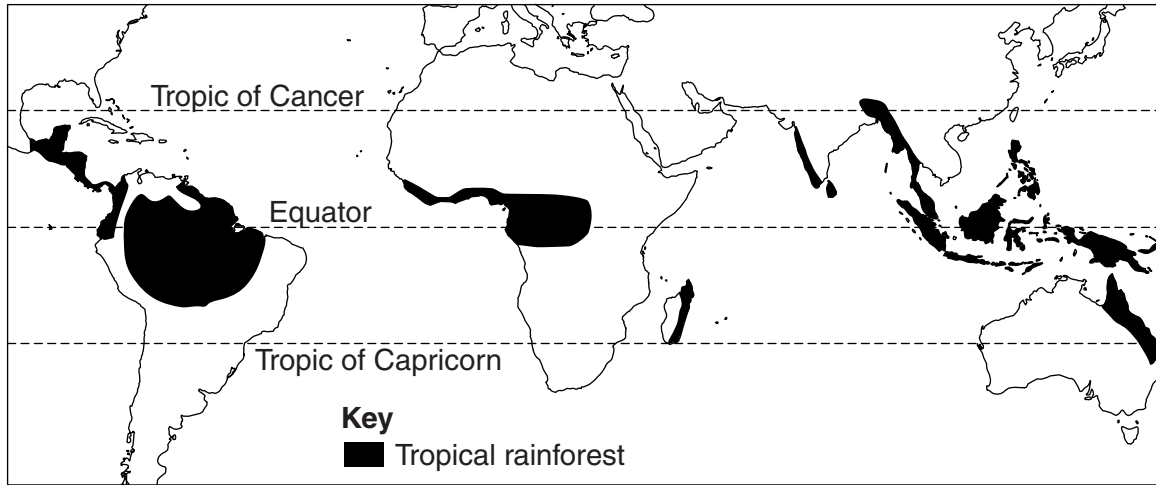 Tropic of Cancer
Equator
Tropic of Capricorn
Key
Tropical rainforest